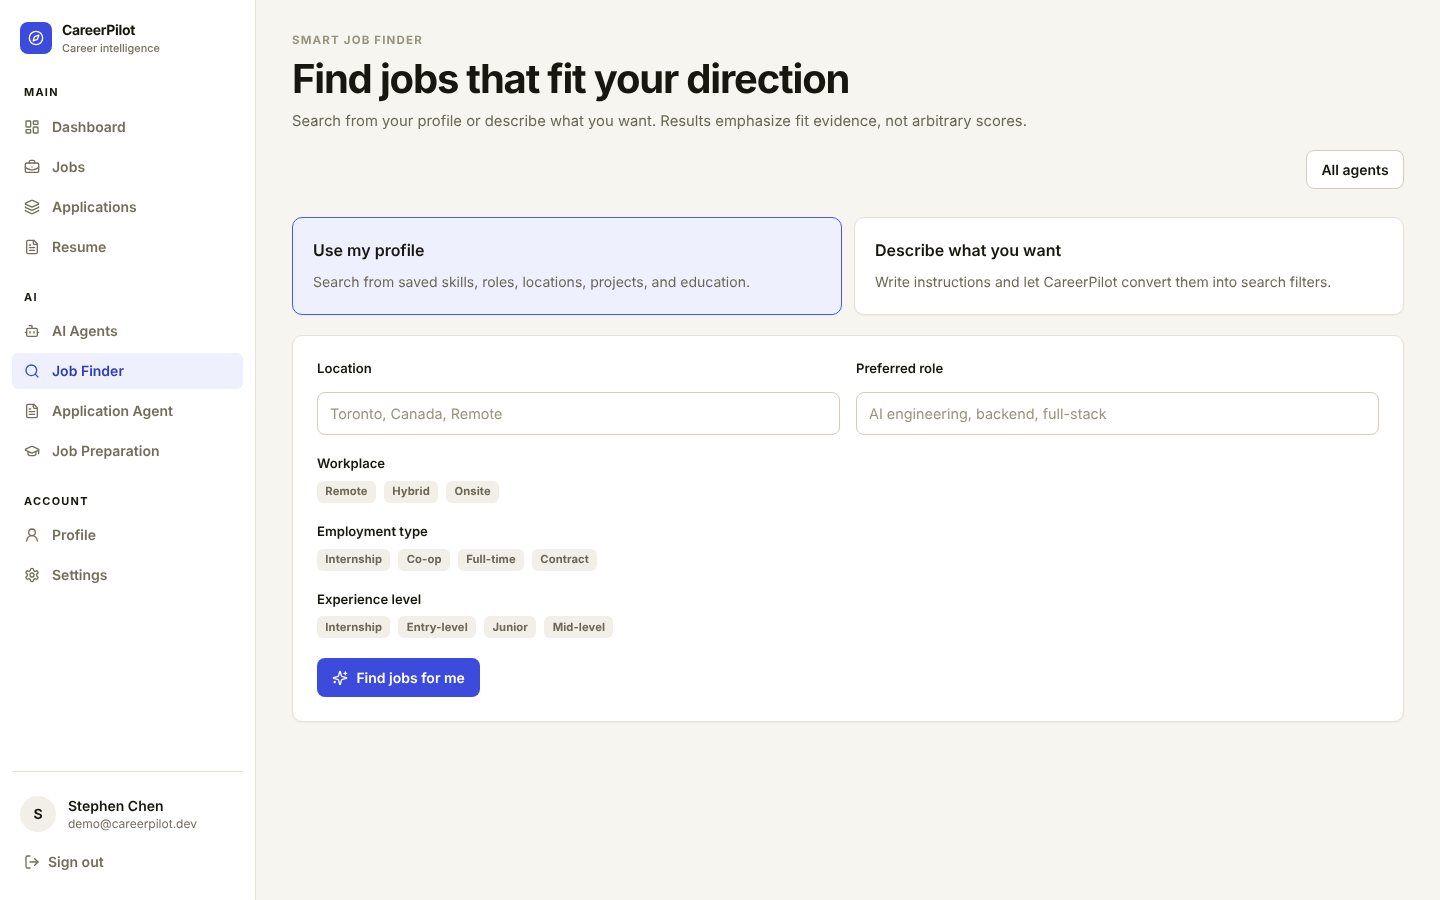 CareerPilot
Career intelligence
MAIN
Dashboard
Jobs
Applications
Resume
AI
AI Agents
Job Finder
Application Agent
Job Preparation
ACCOUNT
Profile
Settings
S
Stephen Chen
demo@careerpilot.dev
Sign out
SMART JOB FINDER
Find jobs that fit your direction
Search from your profile or describe what you want. Results emphasize fit evidence, not arbitrary scores.
All agents
Use my profile
Search from saved skills, roles, locations, projects, and education.
Describe what you want
Write instructions and let CareerPilot convert them into search filters.
Location
Toronto, Canada, Remote
Preferred role
AI engineering, backend, full-stack
Workplace
Remote Hybrid Onsite
Employment type
Internship Co-op Full-time Contract
Experience level
Internship Entry-level Junior Mid-level
Find jobs for me